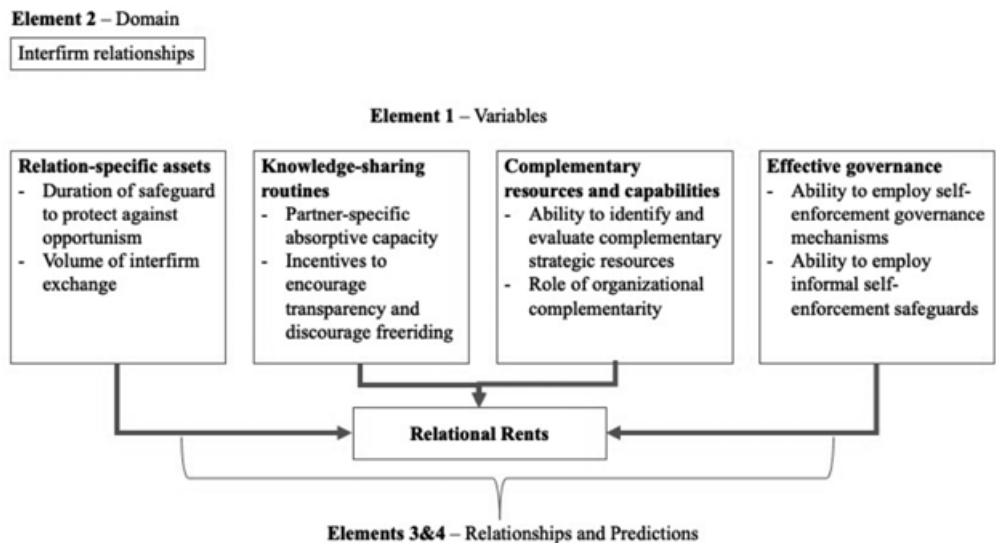 Element 2 – Domain
Interfirm relationships
Element 1 – Variables
Relation-specific assets
- Duration of safeguard
to protect against
opportunism
- Volume of interfirm
exchange
Knowledge-sharing
routines
- Partner-specific
absorptive capacity
- Incentives to
encourage
transparency and
discourage freeriding
Complementary
resources and capabilities
- Ability to identify and
evaluate complementary
strategic resources
- Role of organizational
complementarity
Effective governance
- Ability to employ self-
enforcement governance
mechanisms
- Ability to employ
informal self-
enforcement safeguards
Relational Rents
Elements 3&4 – Relationships and Predictions